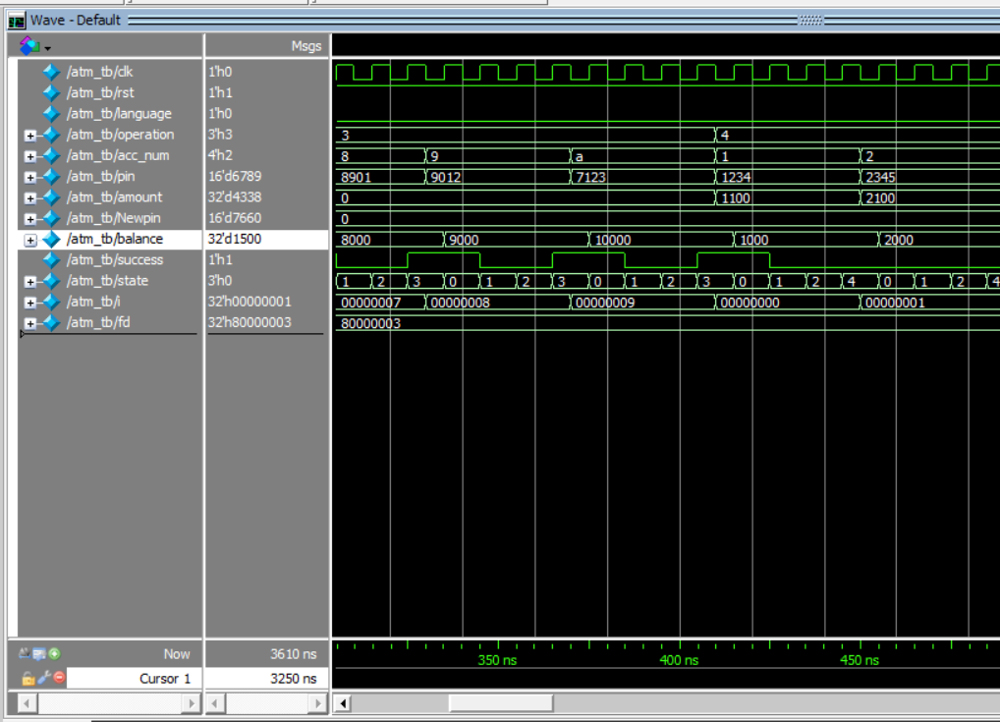 Wave - Default
Msgs
/atm_tb/clk 1'h0
/atm_tb/rst 1'h1
/atm_tb/language 1'h0
/atm_tb/operation 3'h3 3 4
/atm_tb/acc_num 4'h2 8 9 a 1 2
/atm_tb/pin 16'd6789 8901 9012 7123 1234 2345
/atm_tb/amount 32'd4338 0 1100 2100
/atm_tb/Newpin 16'd7660 0
/atm_tb/balance 32'd1500 8000 9000 10000 1000 2000
/atm_tb/success 1'h1
/atm_tb/state 3'h0 1 2 3 0 1 2 3 0 1 2 3 0 1 2 4 0 1 2 4
/atm_tb/i 32'h00000001 00000007 00000008 00000009 00000000 00000001
/atm_tb/fd 32'h80000003 80000003
Now 3610 ns 350 ns 400 ns 450 ns
Cursor 1 3250 ns